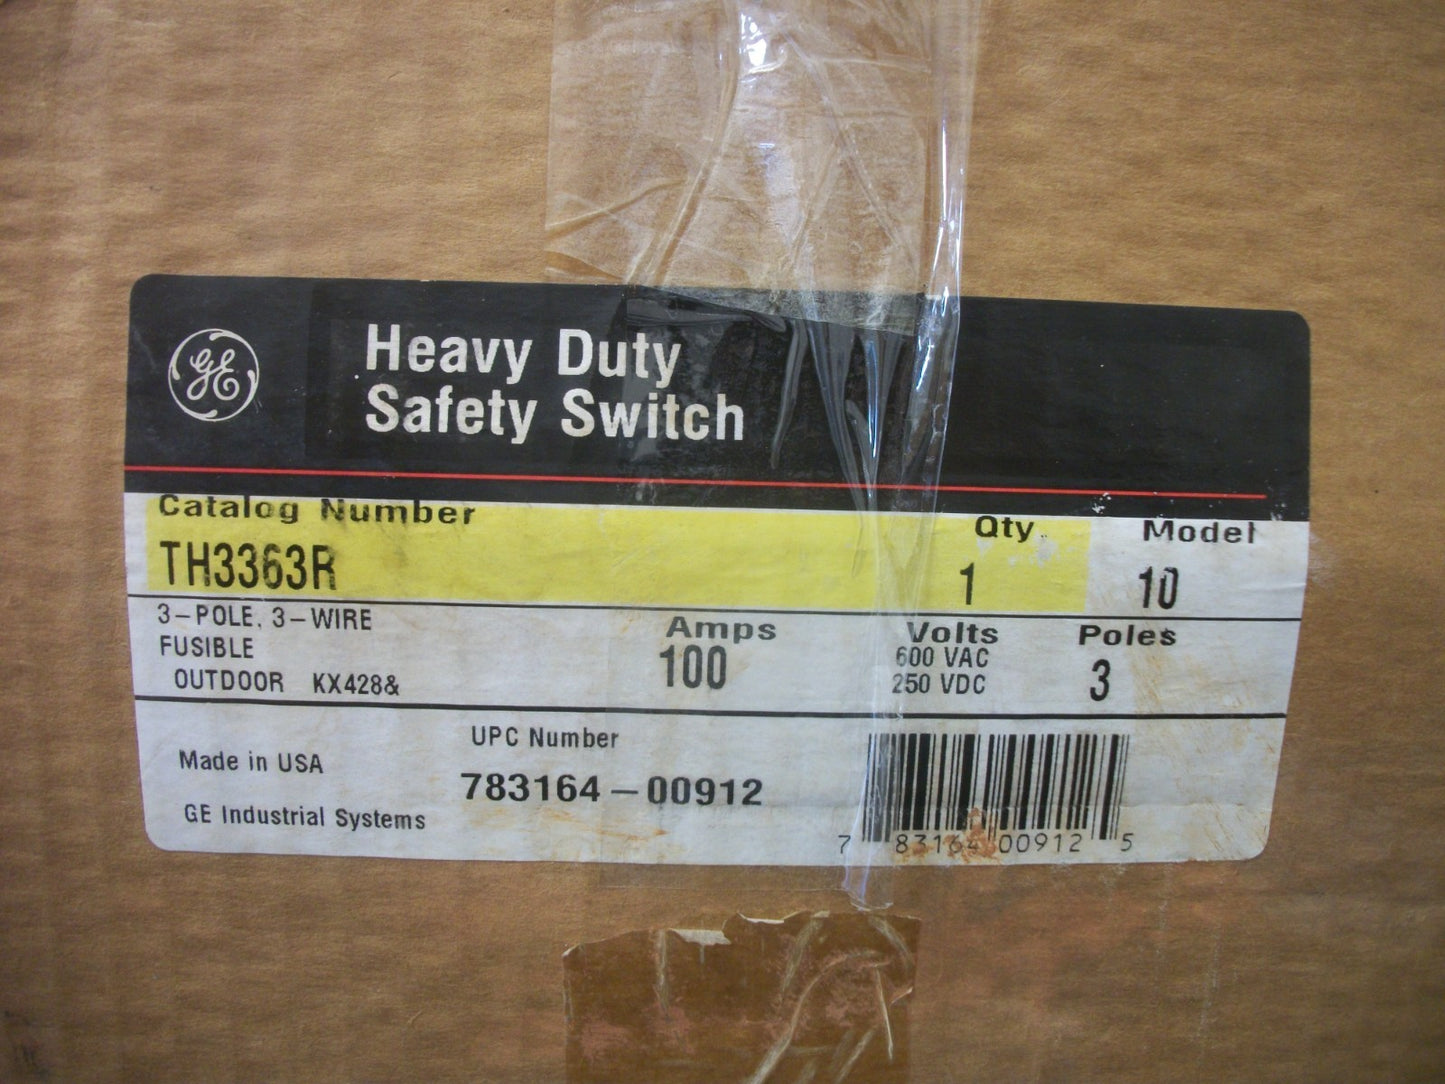 GE
Heavy Duty
Safety Switch
Catalog Number Qty Model
TH3363R 1 10
3-POLE, 3-WIRE
FUSIBLE
OUTDOOR KX428&
Amps Volts Poles
100 600 VAC 3
250 VDC
Made in USA
GE Industrial Systems
UPC Number
783164-00912
7 83164 00912 5